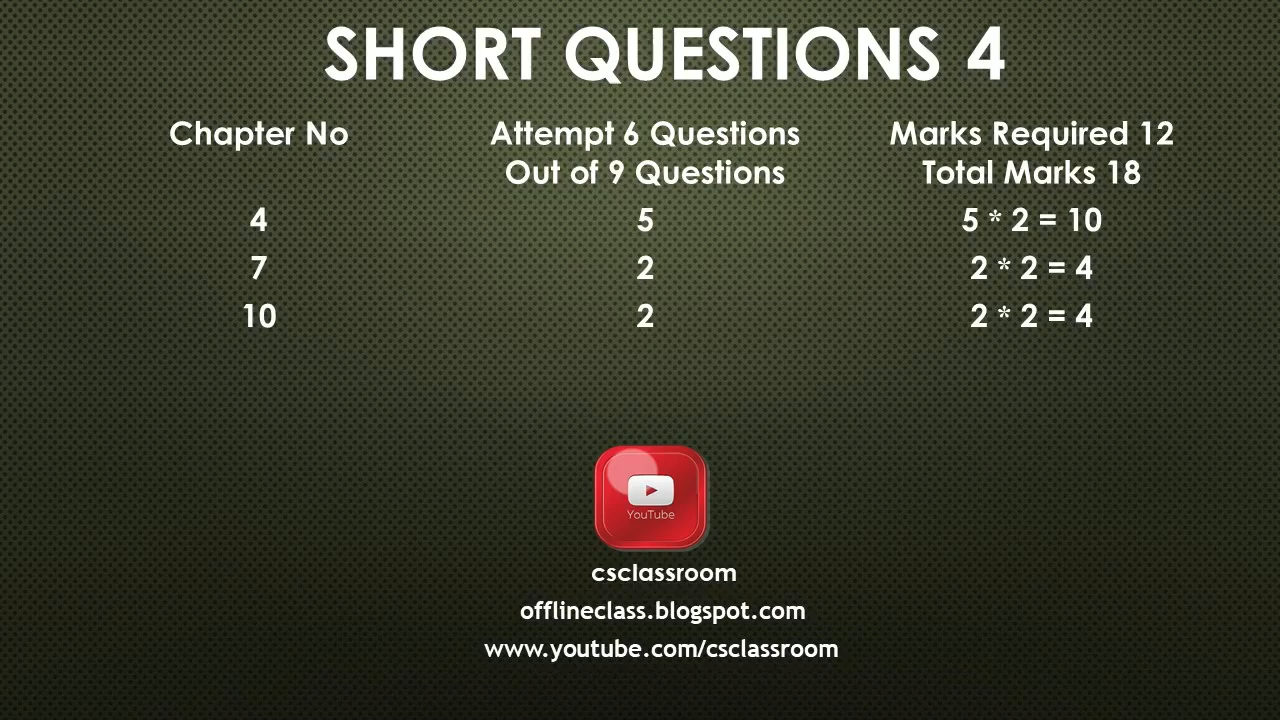 SHORT QUESTIONS 4
Chapter No
Attempt 6 Questions
Out of 9 Questions
Marks Required 12
Total Marks 18
4
5
5 * 2 = 10
7
2
2 * 2 = 4
10
2
2 * 2 = 4
YouTube
csclassroom
offlineclass.blogspot.com
www.youtube.com/csclassroom